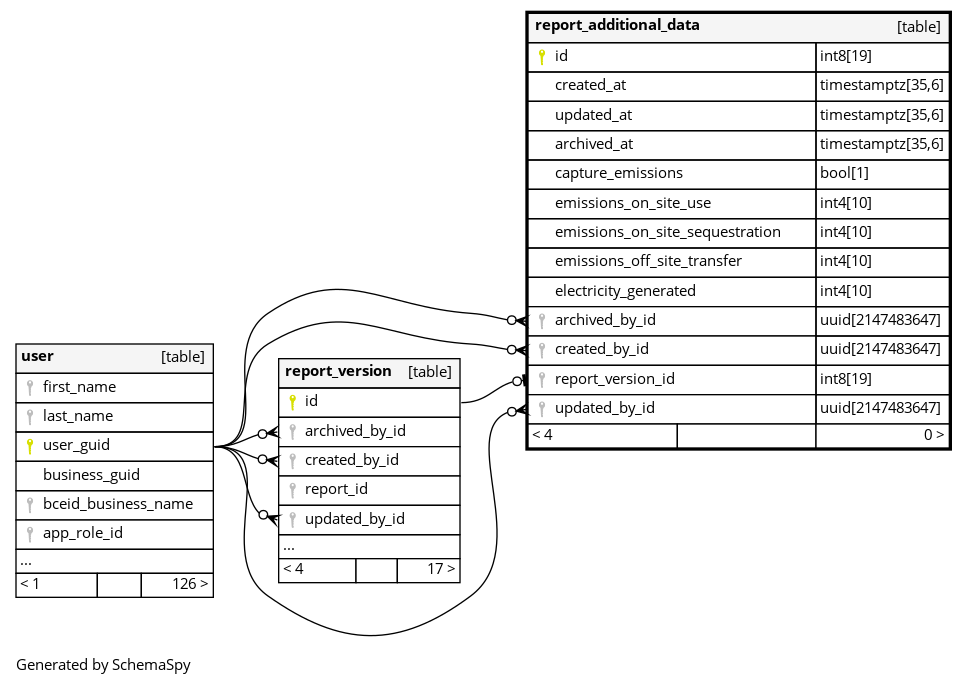 report_additional_data [table]
id int8[19]
created_at timestamptz[35,6]
updated_at timestamptz[35,6]
archived_at timestamptz[35,6]
capture_emissions bool[1]
emissions_on_site_use int4[10]
emissions_on_site_sequestration int4[10]
emissions_off_site_transfer int4[10]
electricity_generated int4[10]
archived_by_id uuid[2147483647]
created_by_id uuid[2147483647]
report_version_id int8[19]
updated_by_id uuid[2147483647]
< 4 0 >
user [table]
first_name
last_name
user_guid
business_guid
bceid_business_name
app_role_id
...
< 1 126 >
report_version [table]
id
archived_by_id
created_by_id
report_id
updated_by_id
...
< 4 17 >
Generated by SchemaSpy